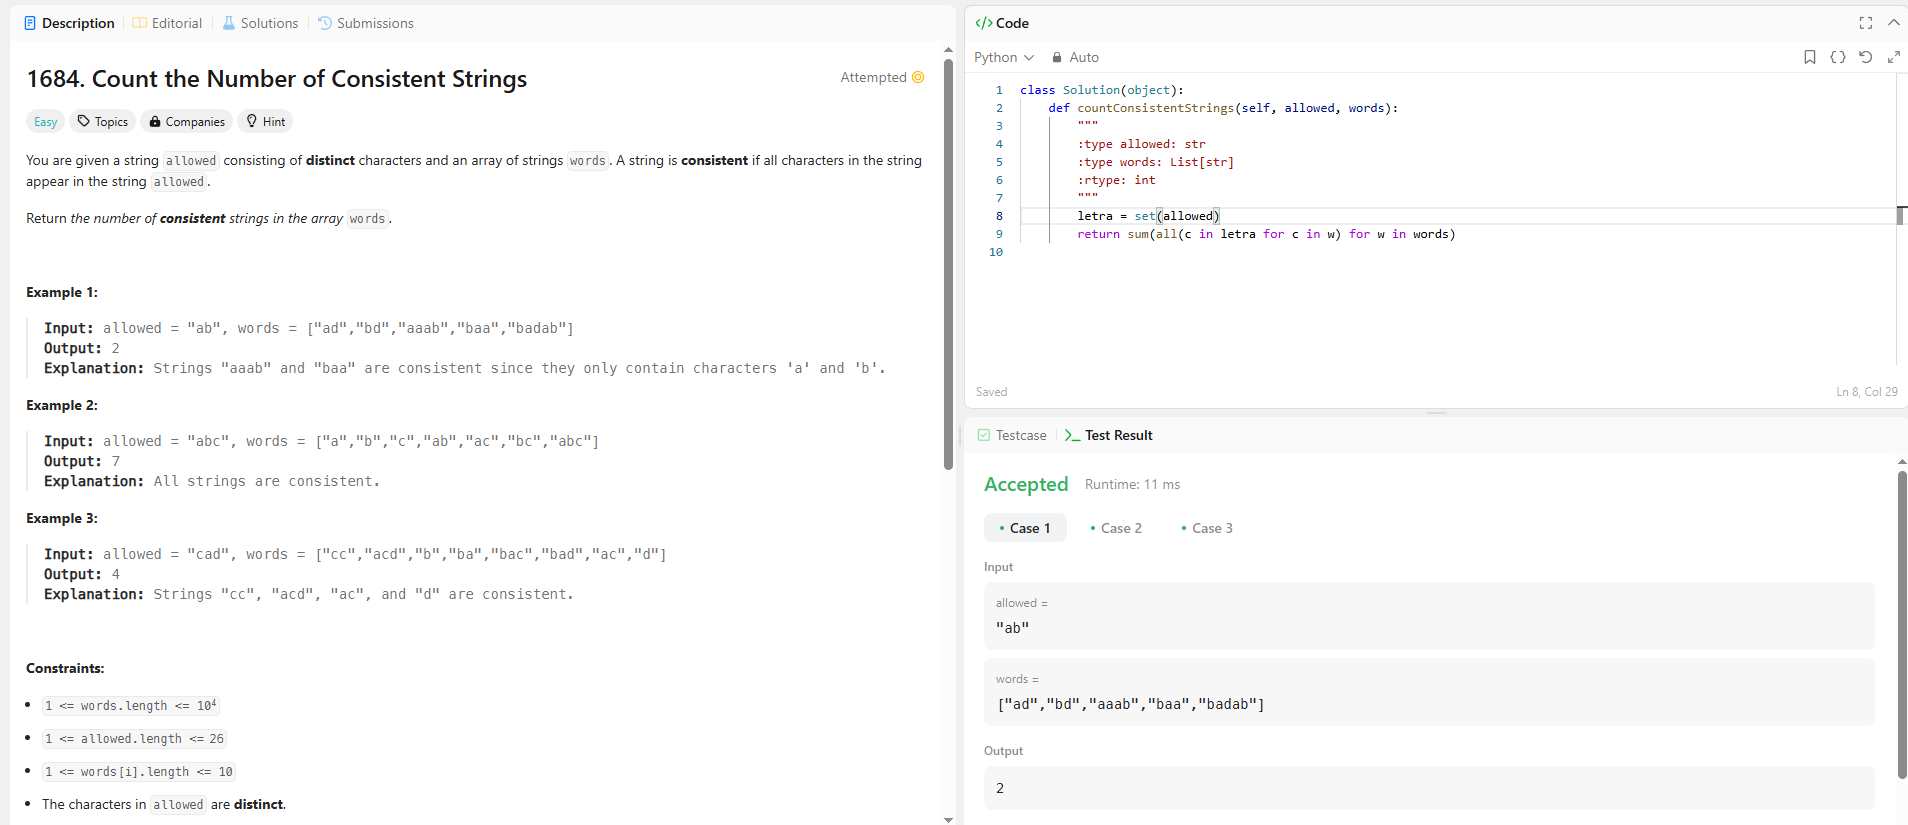 Description
Editorial
Solutions
Submissions
1684. Count the Number of Consistent Strings
Attempted
Easy
Topics
Companies
Hint
You are given a string allowed consisting of distinct characters and an array of strings words. A string is consistent if all characters in the string
appear in the string allowed.
Return the number of consistent strings in the array words.
Example 1:
Input: allowed = "ab", words = ["ad","bd","aaab","baa","badab"]
Output: 2
Explanation: Strings "aaab" and "baa" are consistent since they only contain characters 'a' and 'b'.
Example 2:
Input: allowed = "abc", words = ["a","b","c","ab","ac","bc","abc"]
Output: 7
Explanation: All strings are consistent.
Example 3:
Input: allowed = "cad", words = ["cc","acd","b","ba","bac","bad","ac","d"]
Output: 4
Explanation: Strings "cc", "acd", "ac", and "d" are consistent.
Constraints:
• 1 <= words.length <= 10⁴
• 1 <= allowed.length <= 26
• 1 <= words[i].length <= 10
• The characters in allowed are distinct.
</> Code
Python
Auto
1 class Solution(object):
2     def countConsistentStrings(self, allowed, words):
3         """
4         :type allowed: str
5         :type words: List[str]
6         :rtype: int
7         """
8         letra = set(allowed)
9         return sum(all(c in letra for c in w) for w in words)
10
Saved
Ln 8, Col 29
Testcase
>_ Test Result
Accepted
Runtime: 11 ms
• Case 1
• Case 2
• Case 3
Input
allowed =
"ab"
words =
["ad","bd","aaab","baa","badab"]
Output
2